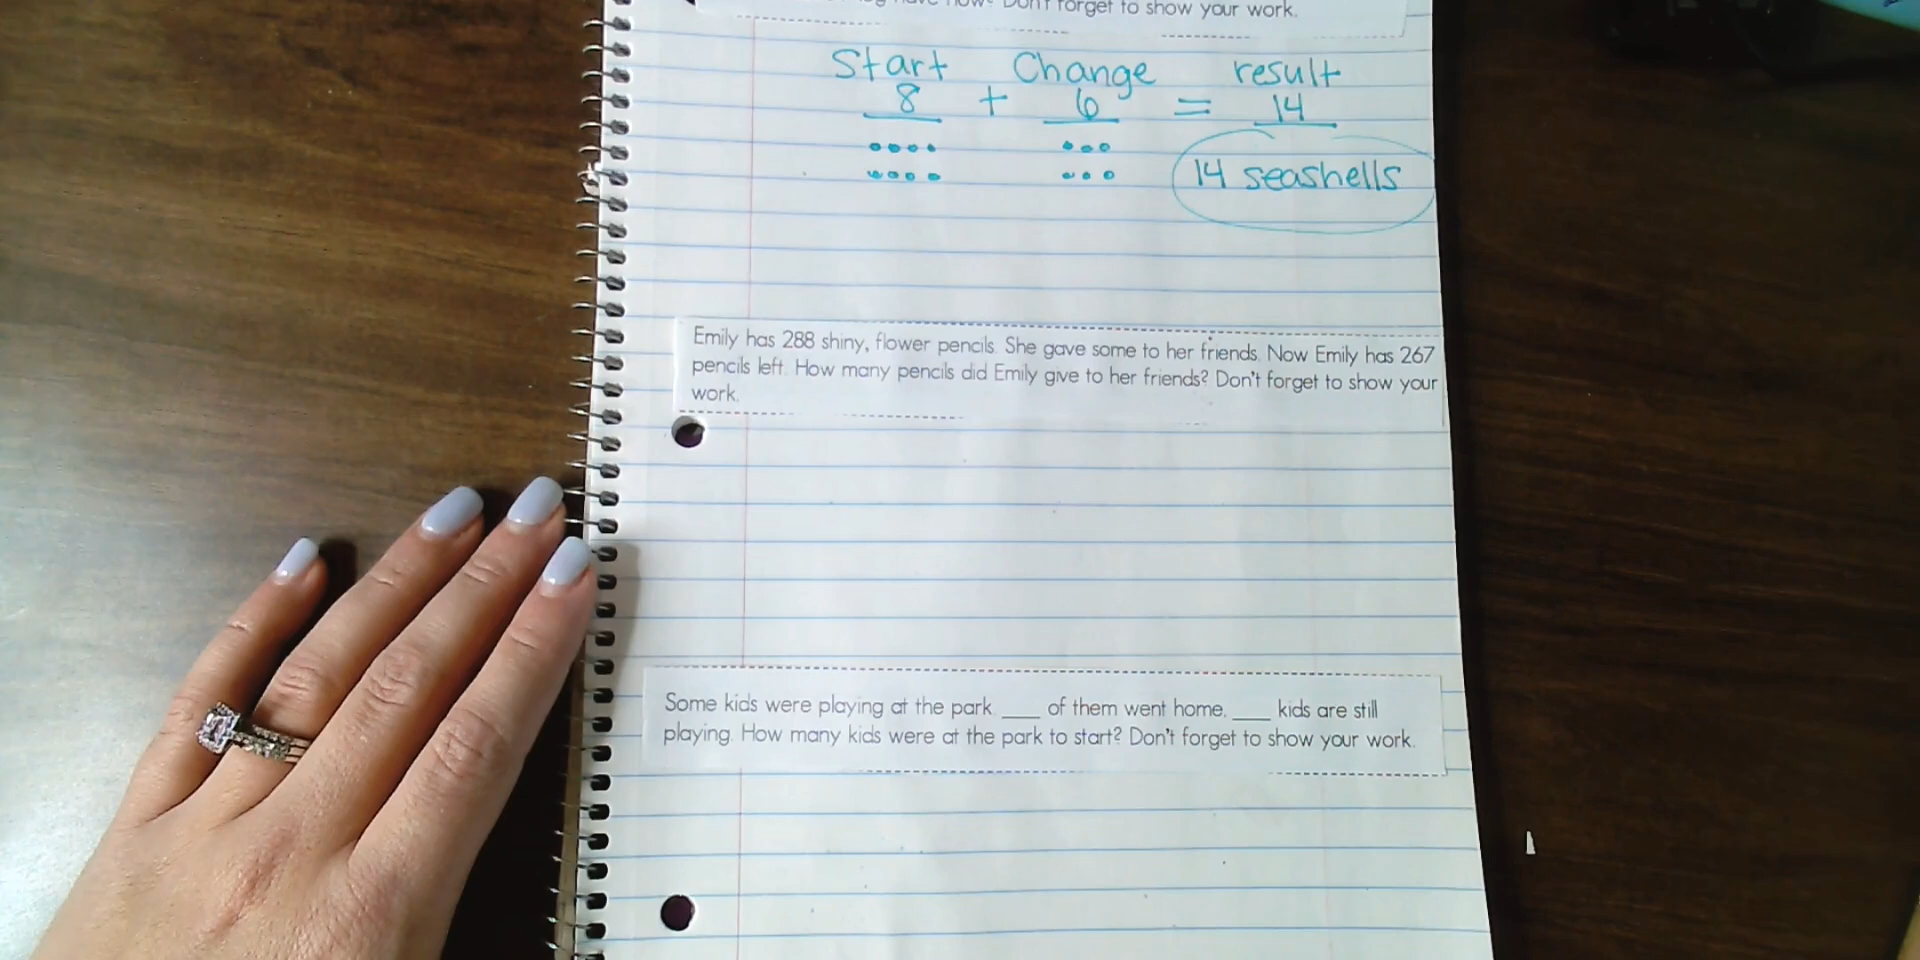 to show your work.
Start Change result
8 + 6 = 14
14 seashells
Emily has 288 shiny, flower pencils. She gave some to her friends. Now Emily has 267
pencils left. How many pencils did Emily give to her friends? Don't forget to show your
work.
Some kids were playing at the park. ___ of them went home. ___ kids are still
playing. How many kids were at the park to start? Don't forget to show your work.